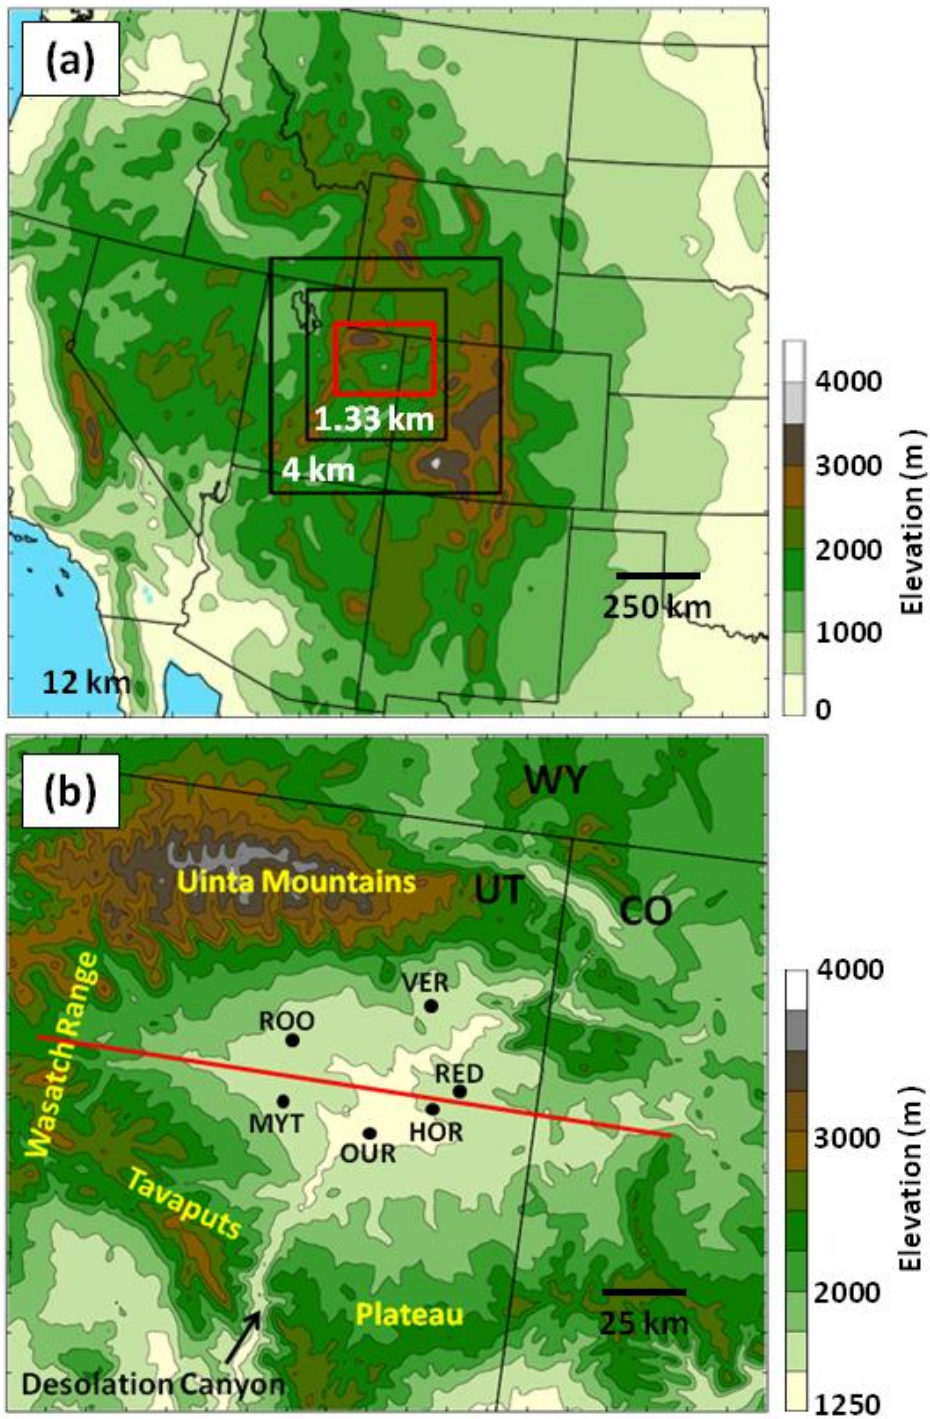 (a)
1.33 km
4 km
250 km
12 km
4000
3000
2000
1000
0
Elevation (m )
(b)
WY
Uinta Mountains
UT
CO
Wasatch Range
VER
ROO
RED
MYT
HOR
OUR
Tavaputs
Plateau
25 km
Desolation Canyon
4000
3000
2000
1250
Elevation (m )